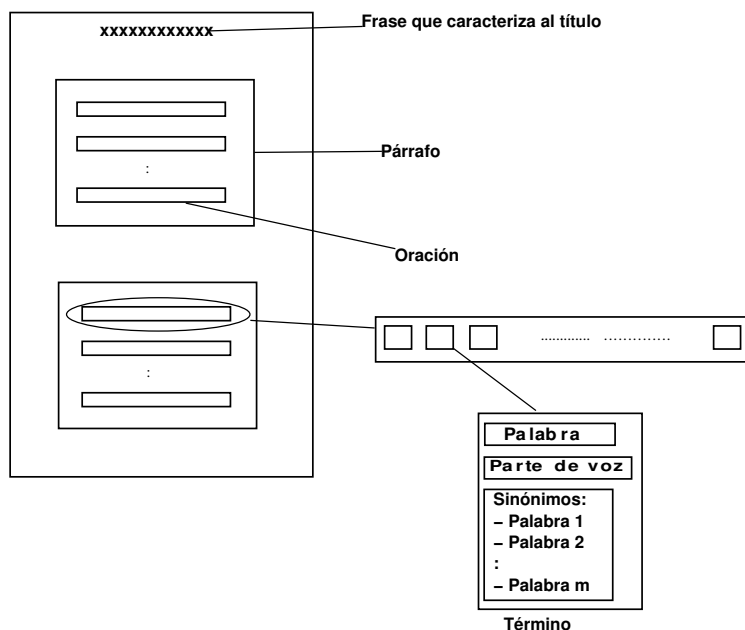 xxxxxxxxxxxx
Frase que caracteriza al título
Párrafo
:
Oración
:
............. ..............
Palabra
Parte de voz
Sinónimos:
– Palabra 1
– Palabra 2
:
– Palabra m
Término